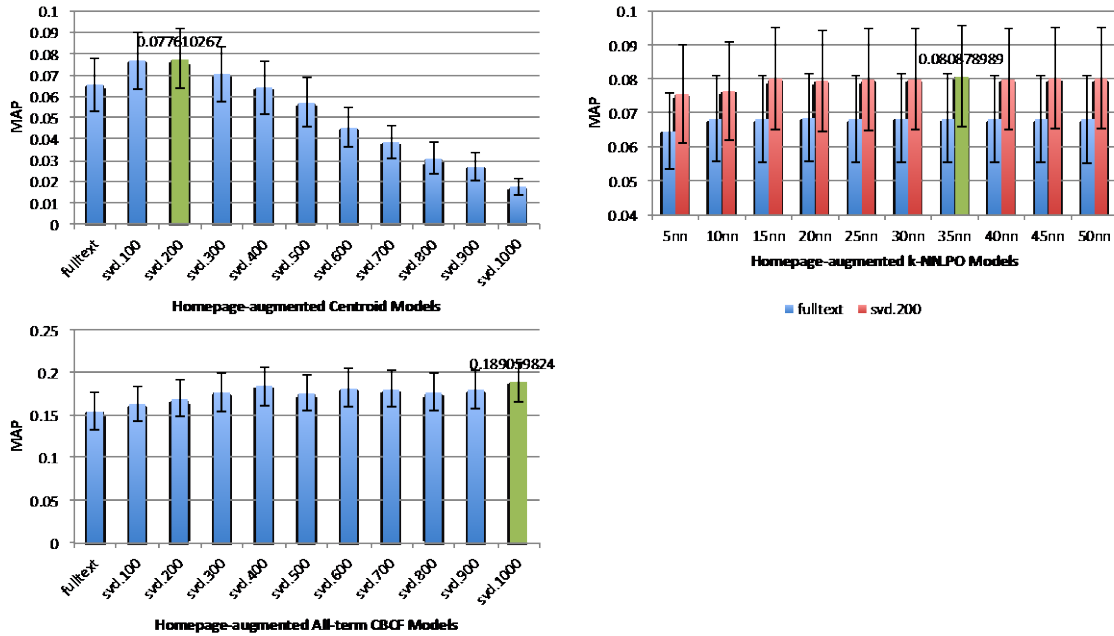 0.1
0.09
0.08
0.07
0.06
0.05
0.04
0.03
0.02
0.01
0
MAP
0.077610267
fulltext
svd.100
svd.200
svd.300
svd.400
svd.500
svd.600
svd.700
svd.800
svd.900
svd.1000
Homepage-augmented Centroid Models
0.1
0.09
0.08
0.07
0.06
0.05
0.04
MAP
0.080878989
5nn 10nn 15nn 20nn 25nn 30nn 35nn 40nn 45nn 50nn
Homepage-augmented k-NNLPO Models
fulltext svd.200
0.25
0.2
0.15
0.1
0.05
0
MAP
0.189059824
fulltext
svd.100
svd.200
svd.300
svd.400
svd.500
svd.600
svd.700
svd.800
svd.900
svd.1000
Homepage-augmented All-term CBCF Models